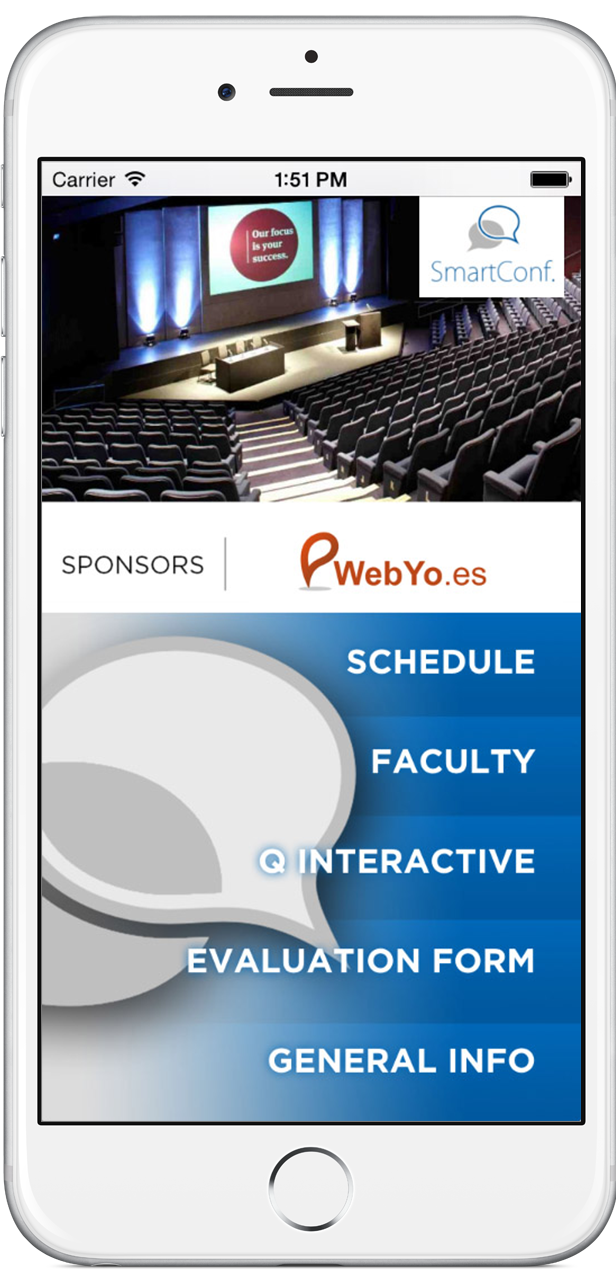 Carrier
1:51 PM
Our focus
is your
success.
SmartConf.
SPONSORS
WebYo.es
SCHEDULE
FACULTY
Q INTERACTIVE
EVALUATION FORM
GENERAL INFO